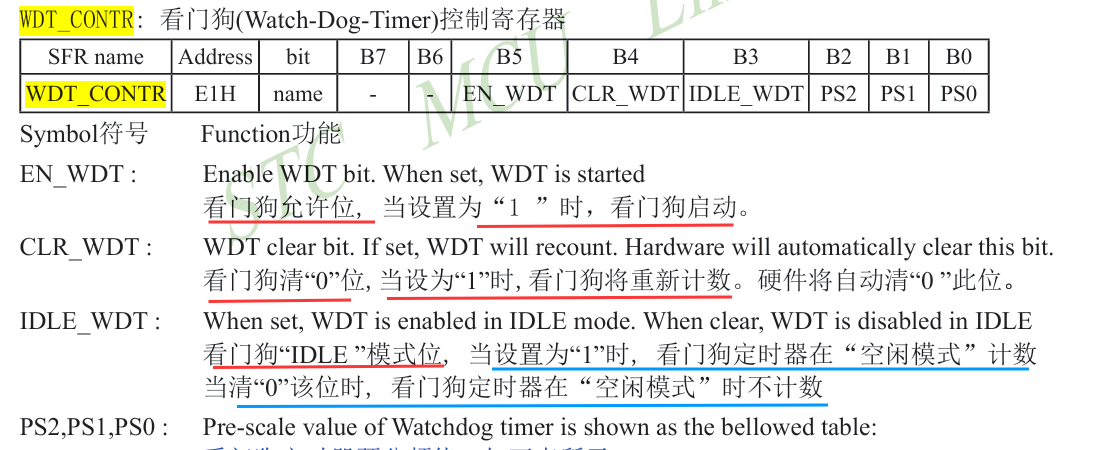 WDT_CONTR: 看门狗(Watch-Dog-Timer)控制寄存器
SFR name Address bit B7 B6 B5 B4 B3 B2 B1 B0
WDT_CONTR E1H name - - EN_WDT CLR_WDT IDLE_WDT PS2 PS1 PS0
Symbol符号 Function功能
EN_WDT : Enable WDT bit. When set, WDT is started
看门狗允许位, 当设置为“1 ”时，看门狗启动。
CLR_WDT : WDT clear bit. If set, WDT will recount. Hardware will automatically clear this bit.
看门狗清“0”位, 当设为“1”时, 看门狗将重新计数。硬件将自动清“0 ”此位。
IDLE_WDT : When set, WDT is enabled in IDLE mode. When clear, WDT is disabled in IDLE
看门狗“IDLE ”模式位, 当设置为“1”时, 看门狗定时器在“空闲模式”计数
当清“0”该位时, 看门狗定时器在“空闲模式”时不计数
PS2,PS1,PS0 : Pre-scale value of Watchdog timer is shown as the bellowed table:
STC MCU